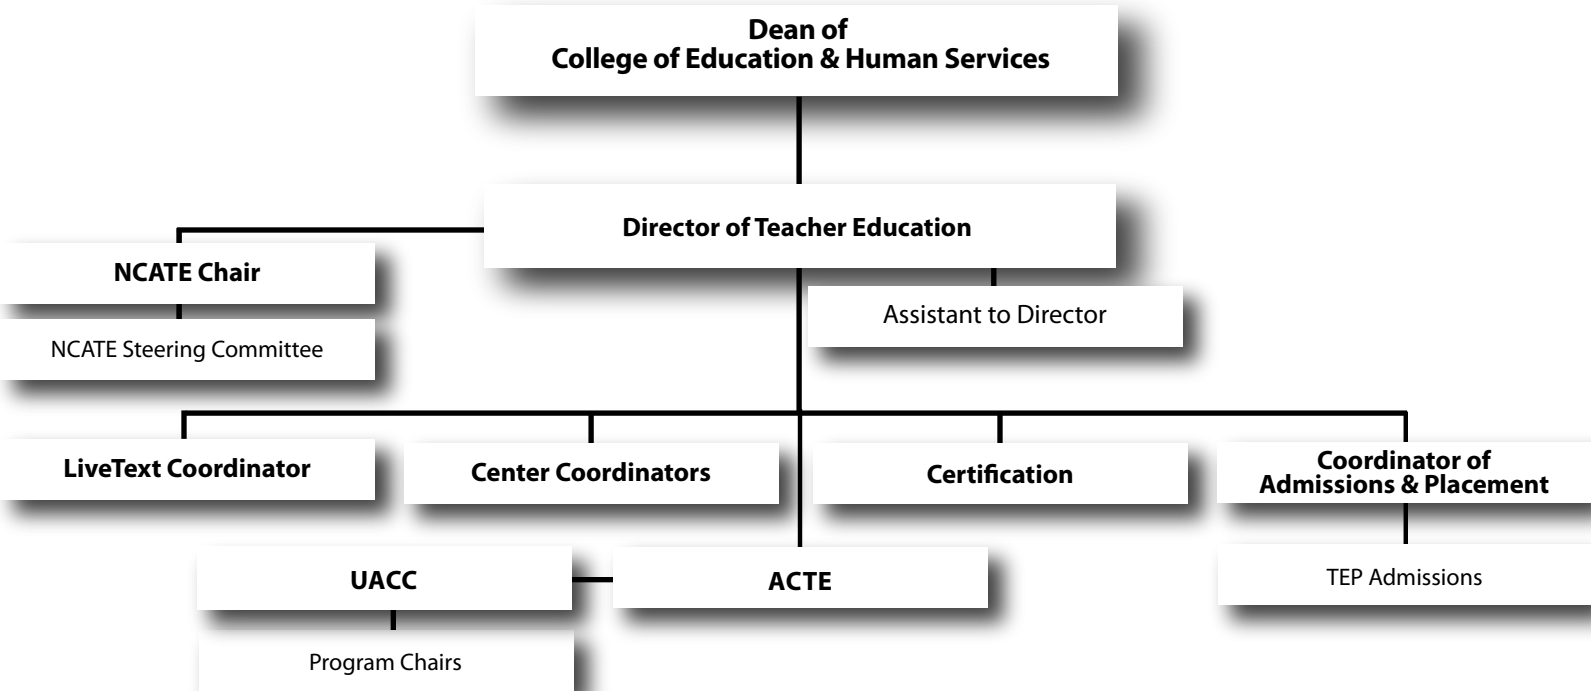 Dean of
College of Education & Human Services
Director of Teacher Education
NCATE Chair
Assistant to Director
NCATE Steering Committee
LiveText Coordinator
Center Coordinators
Certification
Coordinator of
Admissions & Placement
UACC
ACTE
TEP Admissions
Program Chairs